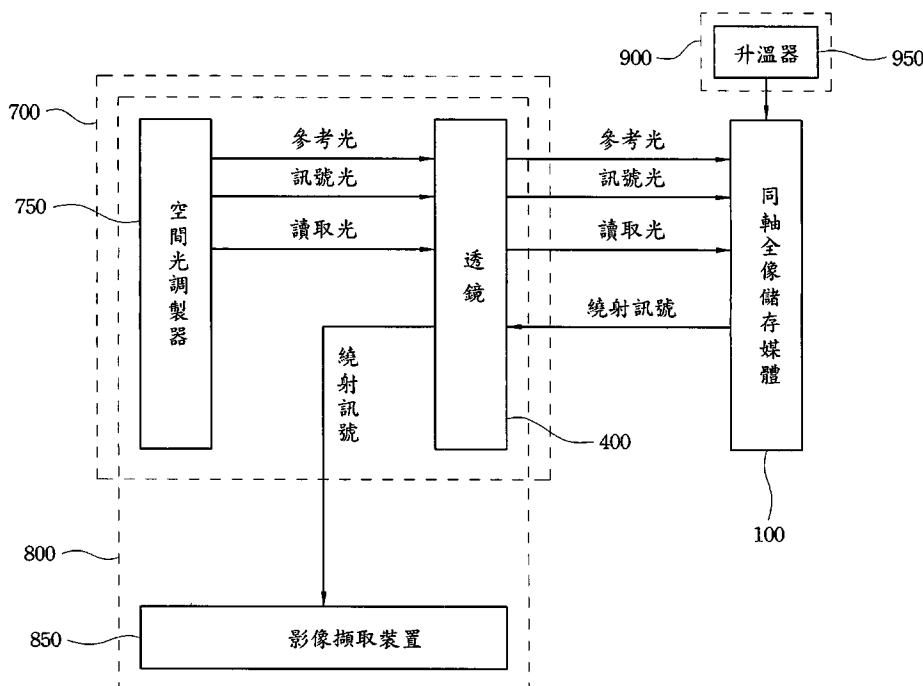 900
升溫器
950
700
參考光
參考光
訊號光
訊號光
750
讀取光
讀取光
空間光調製器
透鏡
同軸全像儲存媒體
繞射訊號
繞射訊號
400
100
800
850
影像擷取裝置